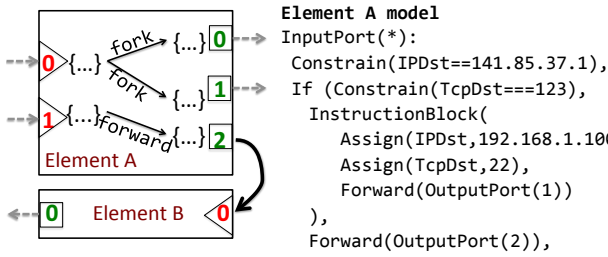 0
{...}
fork
{...}
0
fork
{...}
1
1
{...}
forward
{...}
2
Element A
0
Element B
0
Element A model
InputPort(*):
Constrain(IPDst==141.85.37.1),
If (Constrain(TcpDst===123),
InstructionBlock(
Assign(IPDst,192.168.1.100
Assign(TcpDst,22),
Forward(OutputPort(1))
),
Forward(OutputPort(2)),